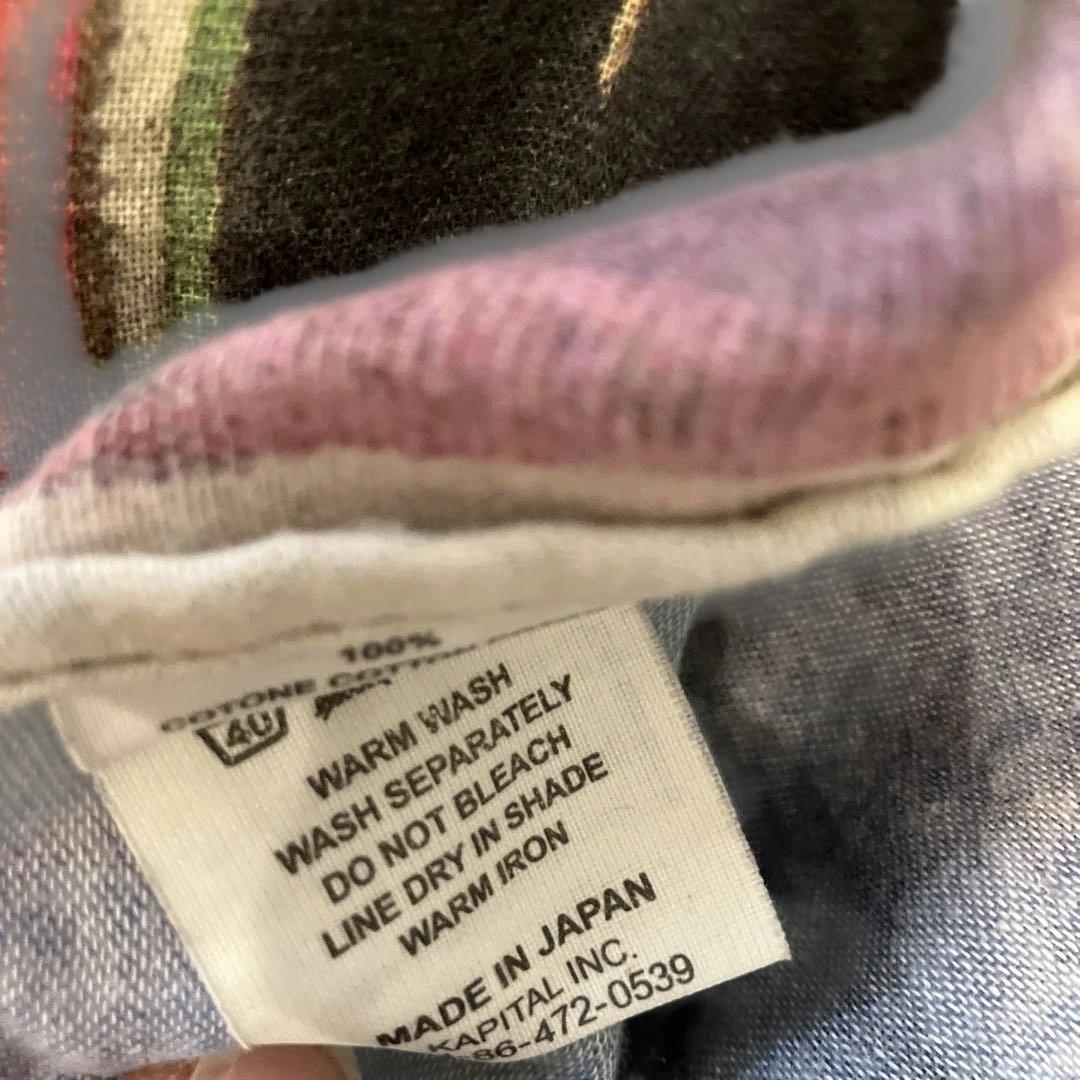 100%
COTONE COTTON
40
WARM WASH
WASH SEPARATELY
DO NOT BLEACH
LINE DRY IN SHADE
WARM IRON
MADE IN JAPAN
KAPITAL INC.
86-472-0539